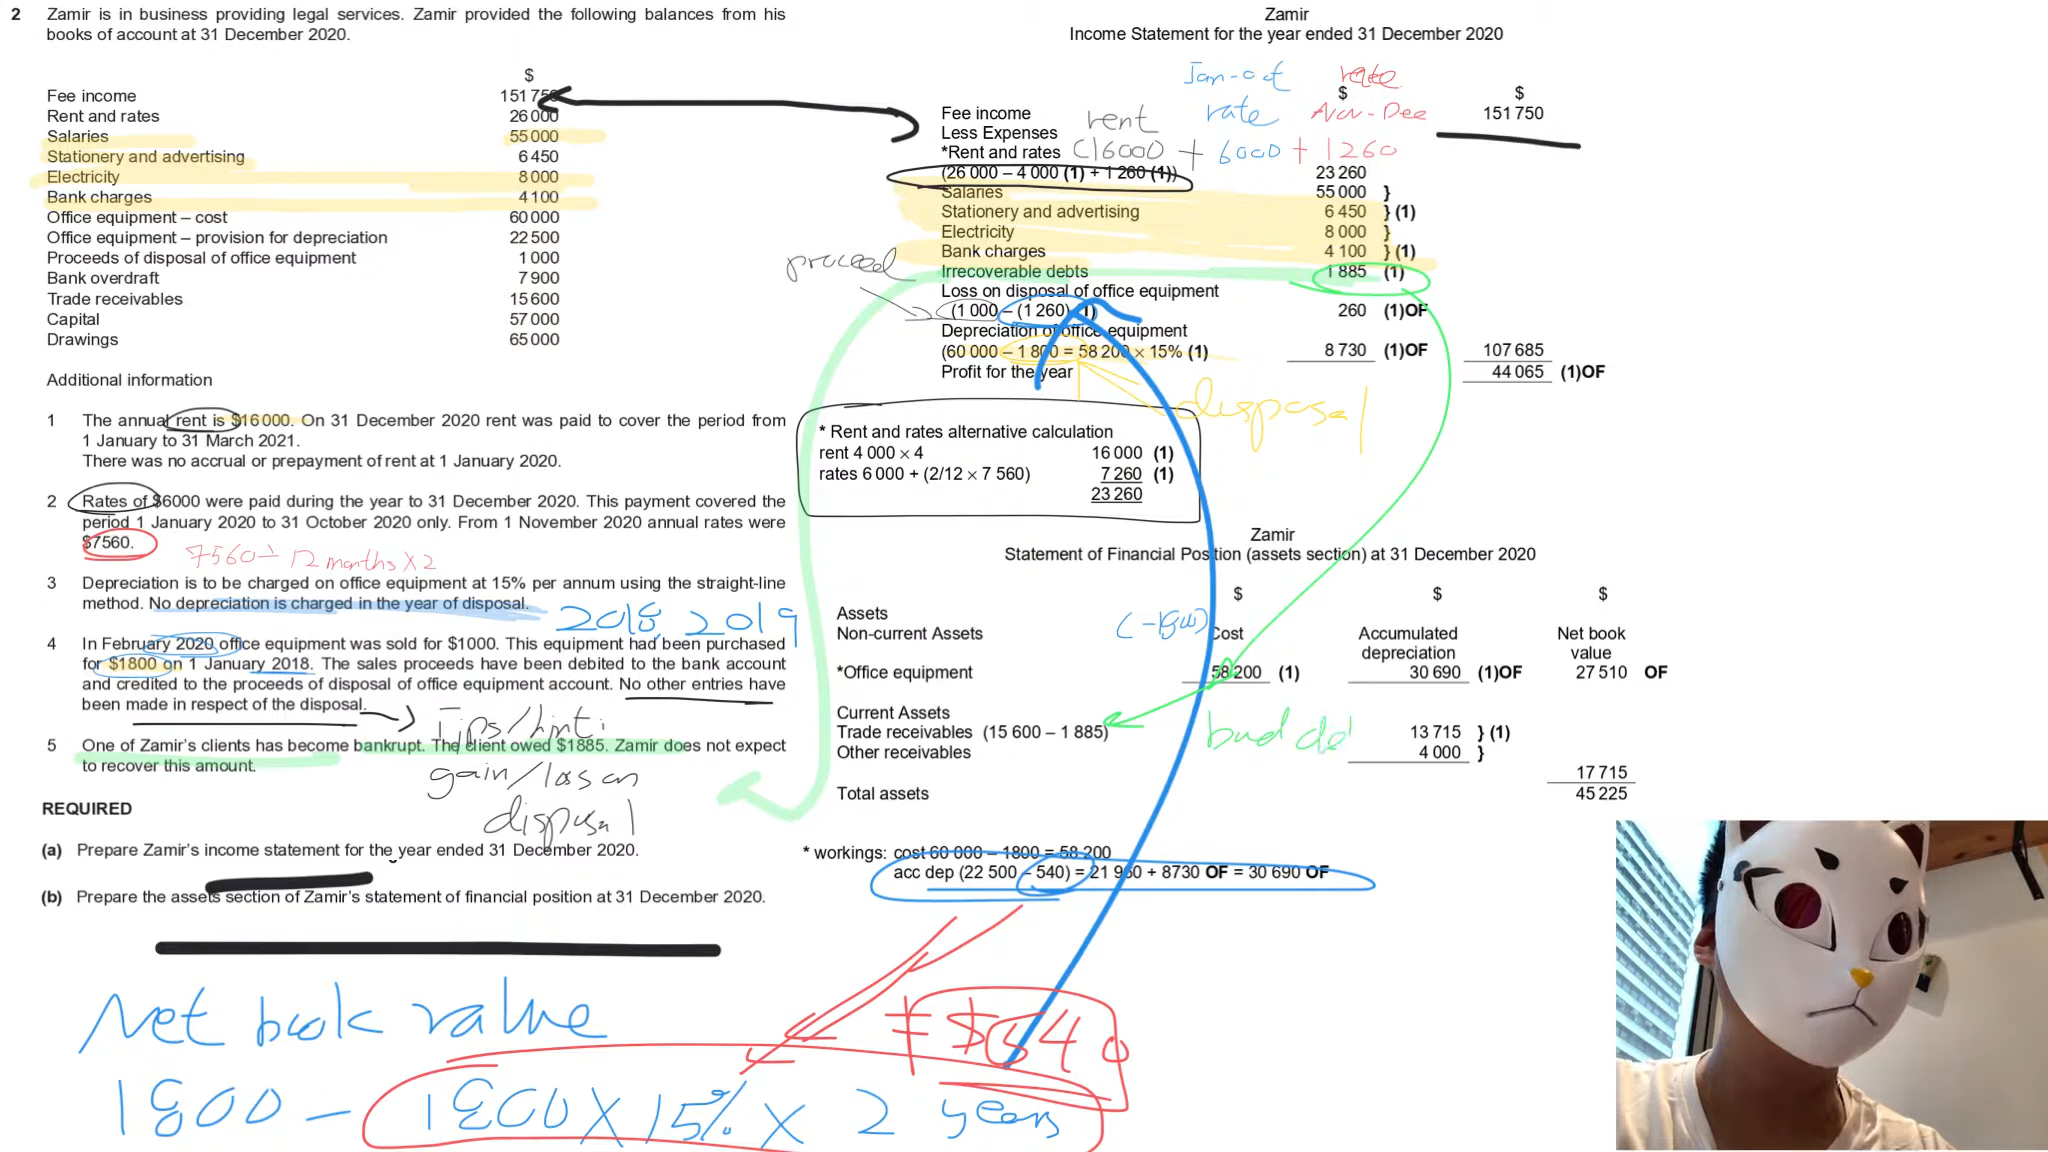 2 Zamir is in business providing legal services. Zamir provided the following balances from his
books of account at 31 December 2020.
$
Fee income 151 750
Rent and rates 26 000
Salaries 55 000
Stationery and advertising 6 450
Electricity 8 000
Bank charges 4 100
Office equipment – cost 60 000
Office equipment – provision for depreciation 22 500
Proceeds of disposal of office equipment 1 000
Bank overdraft 7 900
Trade receivables 15 600
Capital 57 000
Drawings 65 000
Additional information
1 The annual rent is $16 000. On 31 December 2020 rent was paid to cover the period from
1 January to 31 March 2021.
There was no accrual or prepayment of rent at 1 January 2020.
2 Rates of $6000 were paid during the year to 31 December 2020. This payment covered the
period 1 January 2020 to 31 October 2020 only. From 1 November 2020 annual rates were
$7560.
7560 ÷ 12 months X 2
3 Depreciation is to be charged on office equipment at 15% per annum using the straight-line
method. No depreciation is charged in the year of disposal.
2018, 2019
4 In February 2020 office equipment was sold for $1000. This equipment had been purchased
for $1800 on 1 January 2018. The sales proceeds have been debited to the bank account
and credited to the proceeds of disposal of office equipment account. No other entries have
been made in respect of the disposal.
Tips/hint:
gain/loss on
disposal
5 One of Zamir's clients has become bankrupt. The client owed $1885. Zamir does not expect
to recover this amount.
REQUIRED
(a) Prepare Zamir's income statement for the year ended 31 December 2020.
(b) Prepare the assets section of Zamir's statement of financial position at 31 December 2020.
Net book value
1800 - 1800 X 15% X 2 years
= $540
Zamir
Income Statement for the year ended 31 December 2020
Jan-oct rate
rate Nov-Dec
$ $
Fee income 151 750
Less Expenses
rent
*Rent and rates (16000 + 6000 + 1260
(26 000 – 4 000 (1) + 1 260 (1)) 23 260
Salaries 55 000 }
Stationery and advertising 6 450 } (1)
Electricity 8 000 }
Bank charges 4 100 } (1)
proceed
Irrecoverable debts 1 885 (1)
Loss on disposal of office equipment
(1 000 – (1 260) (1) 260 (1)OF
Depreciation of office equipment
(60 000 – 1 800 = 58 200 × 15% (1) 8 730 (1)OF 107 685
Profit for the year 44 065 (1)OF
disposal
* Rent and rates alternative calculation
rent 4 000 × 4 16 000 (1)
rates 6 000 + (2/12 × 7 560) 7 260 (1)
23 260
Zamir
Statement of Financial Position (assets section) at 31 December 2020
$ $ $
Assets
Non-current Assets (-1800) Cost Accumulated depreciation Net book value
*Office equipment 58 200 (1) 30 690 (1)OF 27 510 OF
Current Assets
Trade receivables (15 600 – 1 885) 13 715 } (1)
bad de
Other receivables 4 000 }
17 715
Total assets 45 225
* workings: cost 60 000 – 1800 = 58 200
acc dep (22 500 – 540) = 21 960 + 8730 OF = 30 690 OF